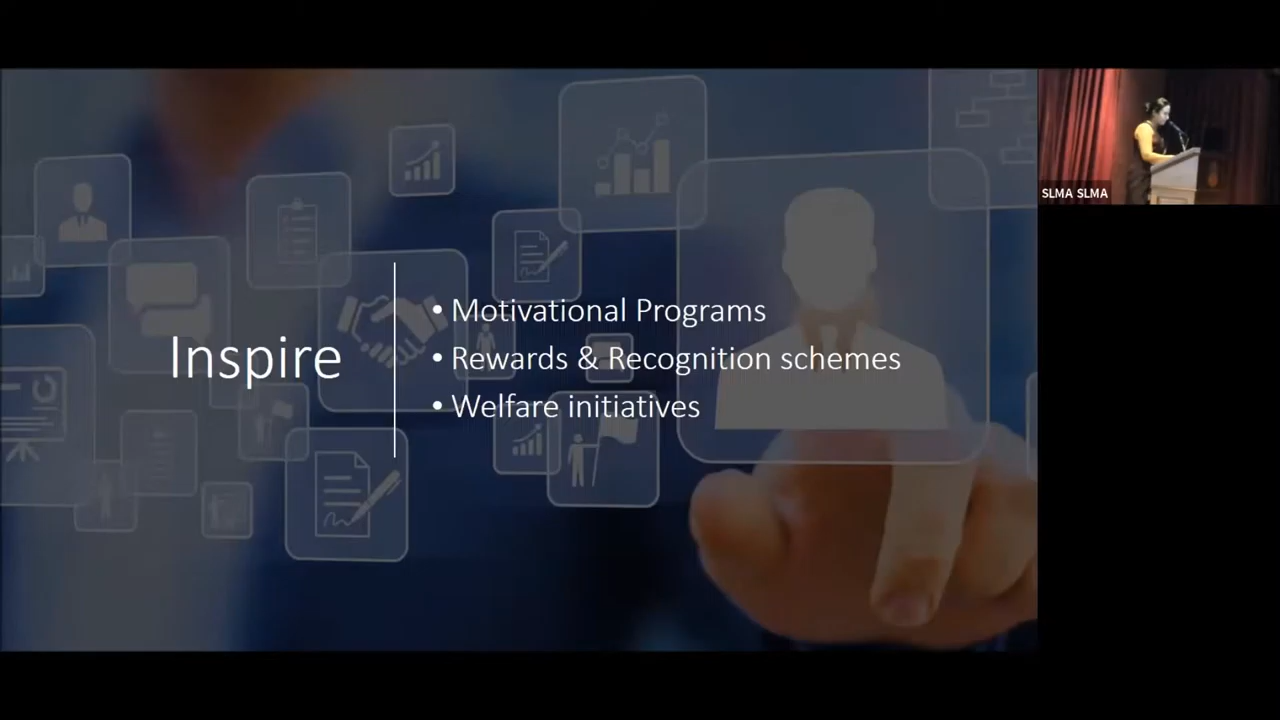 Inspire
• Motivational Programs
• Rewards & Recognition schemes
• Welfare initiatives
SLMA SLMA